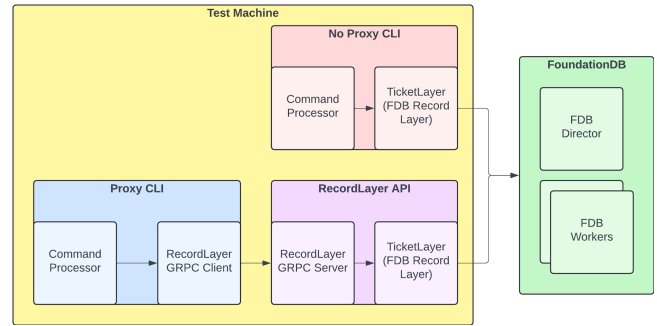 Test Machine
No Proxy CLI
Command
Processor
TicketLayer
(FDB Record
Layer)
Proxy CLI
Command
Processor
RecordLayer
GRPC Client
RecordLayer API
RecordLayer
GRPC Server
TicketLayer
(FDB Record
Layer)
FoundationDB
FDB
Director
FDB
Workers